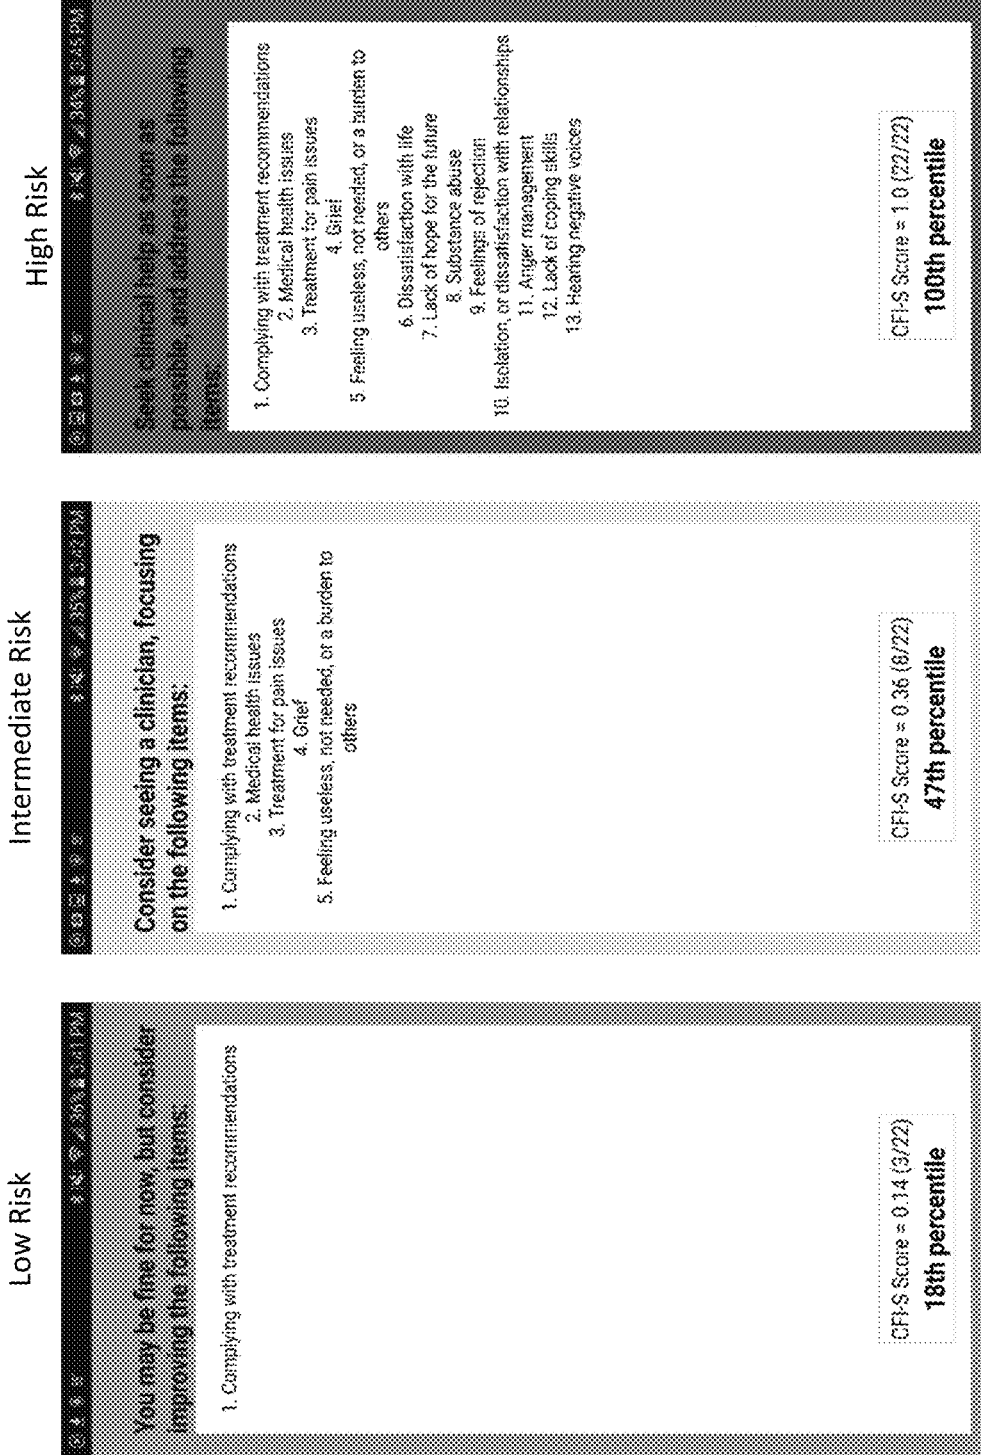 Low Risk
You may be fine for now, but consider
improving the following items:
1. Complying with treatment recommendations
CFI-S Score = 0.14 (3/22)
18th percentile
Intermediate Risk
Consider seeing a clinician, focusing
on the following items:
1. Complying with treatment recommendations
2. Medical health issues
3. Treatment for pain issues
4. Grief
5. Feeling useless, not needed, or a burden to
others
CFI-S Score = 0.36 (8/22)
47th percentile
High Risk
Seek clinical help as soon as
possible, and address the following
items:
1. Complying with treatment recommendations
2. Medical health issues
3. Treatment for pain issues
4. Grief
5. Feeling useless, not needed, or a burden to
others
6. Dissatisfaction with life
7. Lack of hope for the future
8. Substance abuse
9. Feelings of rejection
10. Isolation, or dissatisfaction with relationships
11. Anger management
12. Lack of coping skills
13. Hearing negative voices
CFI-S Score = 1.0 (22/22)
100th percentile